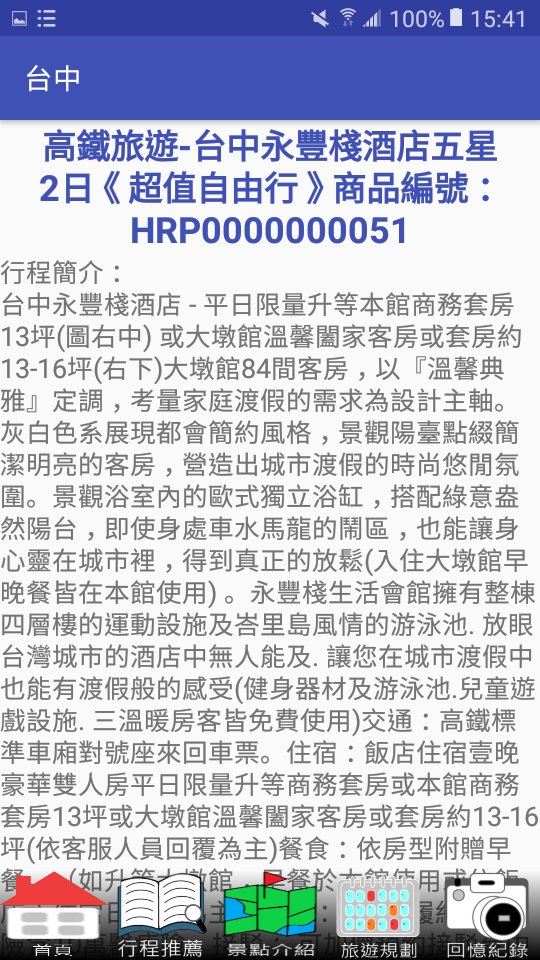 100% 15:41
台中
高鐵旅遊-台中永豐棧酒店五星
2日《超值自由行》商品編號：
HRP0000000051
行程簡介：
台中永豐棧酒店 - 平日限量升等本館商務套房
13坪(圖右中) 或大墩館溫馨闔家客房或套房約
13-16坪(右下)大墩館84間客房，以『溫馨典
雅』定調，考量家庭渡假的需求為設計主軸。
灰白色系展現都會簡約風格，景觀陽臺點綴簡
潔明亮的客房，營造出城市渡假的時尚悠閒氛
圍。景觀浴室內的歐式獨立浴缸，搭配綠意盎
然陽台，即使身處車水馬龍的鬧區，也能讓身
心靈在城市裡，得到真正的放鬆(入住大墩館早
晚餐皆在本館使用) 。永豐棧生活會館擁有整棟
四層樓的運動設施及峇里島風情的游泳池. 放眼
台灣城市的酒店中無人能及. 讓您在城市渡假中
也能有渡假般的感受(健身器材及游泳池.兒童遊
戲設施. 三溫暖房客皆免費使用)交通：高鐵標
準車廂對號座來回車票。住宿：飯店住宿壹晚
豪華雙人房平日限量升等商務套房或本館商務
套房13坪或大墩館溫馨闔家客房或套房約13-16
坪(依客服人員回覆為主)餐食：依房型附贈早
首頁 行程推薦 景點介紹 旅遊規劃 回憶紀錄